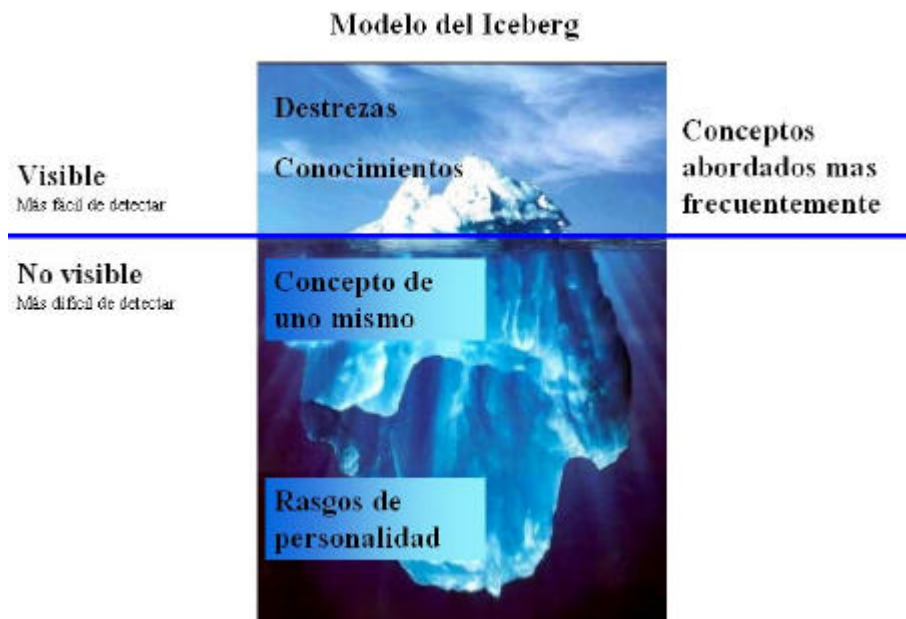 Modelo del Iceberg
Destrezas
Conocimientos
Visible
Más fácil de detectar
Conceptos
abordados mas
frecuentemente
No visible
Más difícil de detectar
Concepto de
uno mismo
Rasgos de
personalidad